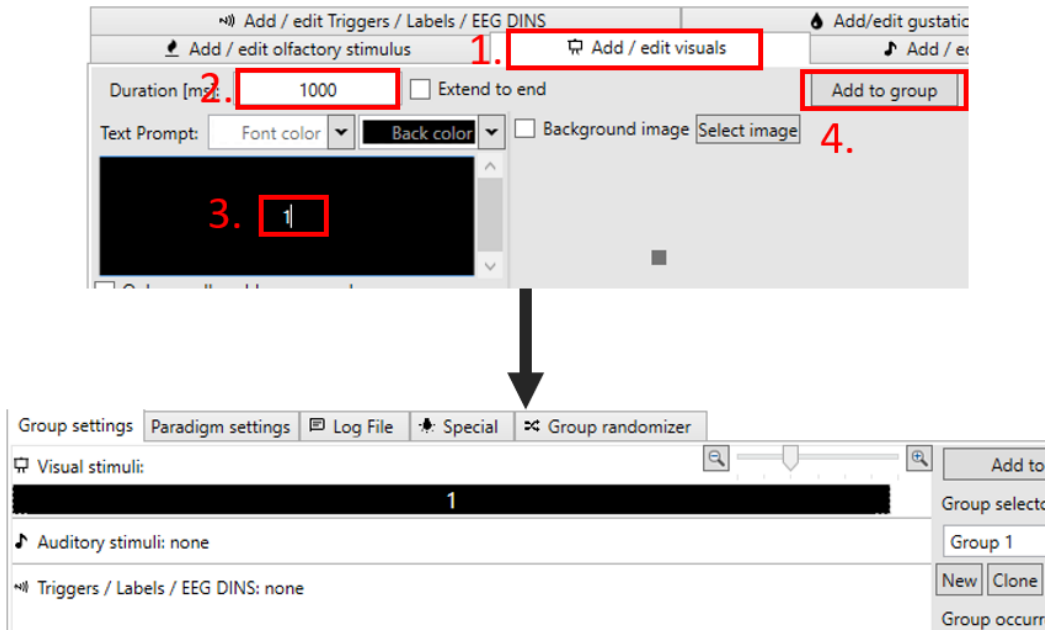 Add / edit Triggers / Labels / EEG DINS
Add/edit gustatic
Add / edit olfactory stimulus
1.
Add / edit visuals
Add / e
Duration [ms]:
2.
1000
Extend to end
Add to group
4.
Text Prompt:
Font color
Back color
Background image
Select image
3.
1
Group settings
Paradigm settings
Log File
Special
Group randomizer
Visual stimuli:
Add to
1
Group selecto
Auditory stimuli: none
Group 1
Triggers / Labels / EEG DINS: none
New
Clone
Group occurr